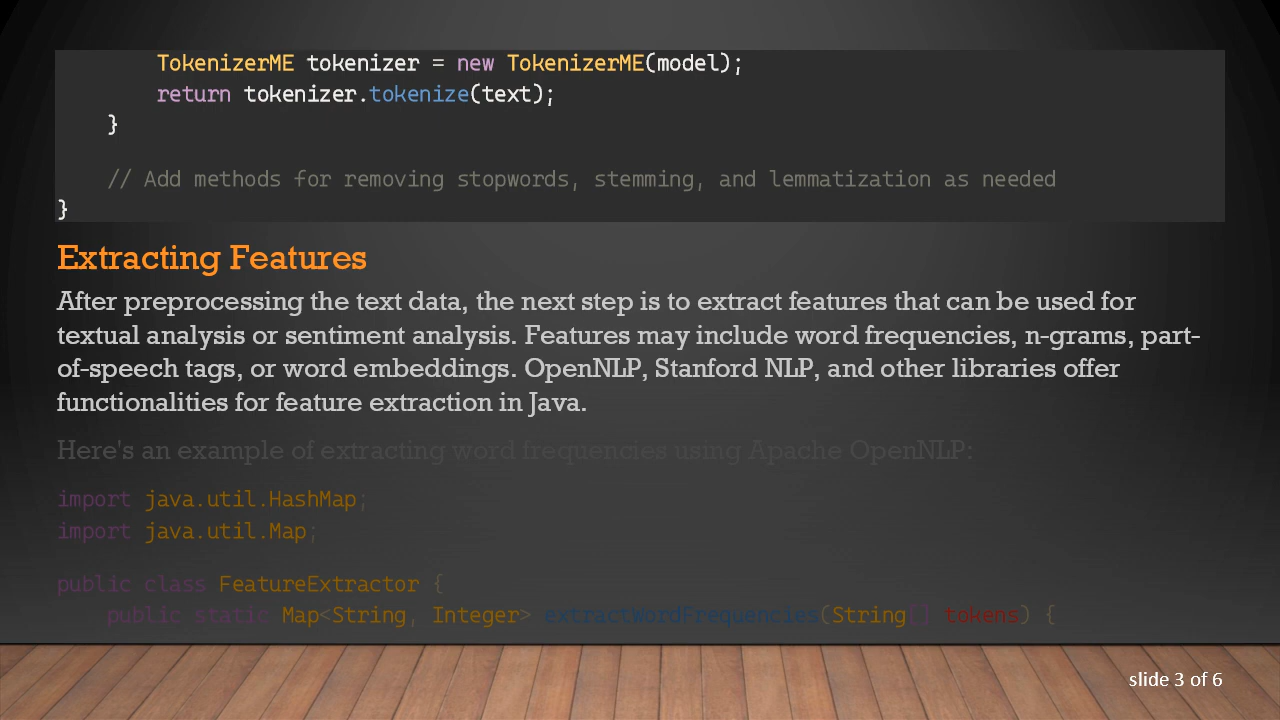 TokenizerME tokenizer = new TokenizerME(model);
        return tokenizer.tokenize(text);
    }
    // Add methods for removing stopwords, stemming, and lemmatization as needed
}
Extracting Features
After preprocessing the text data, the next step is to extract features that can be used for
textual analysis or sentiment analysis. Features may include word frequencies, n-grams, part-
of-speech tags, or word embeddings. OpenNLP, Stanford NLP, and other libraries offer
functionalities for feature extraction in Java.
Here's an example of extracting word frequencies using Apache OpenNLP:
import java.util.HashMap;
import java.util.Map;
public class FeatureExtractor {
    public static Map<String, Integer> extractWordFrequencies(String[] tokens) {
slide 3 of 6